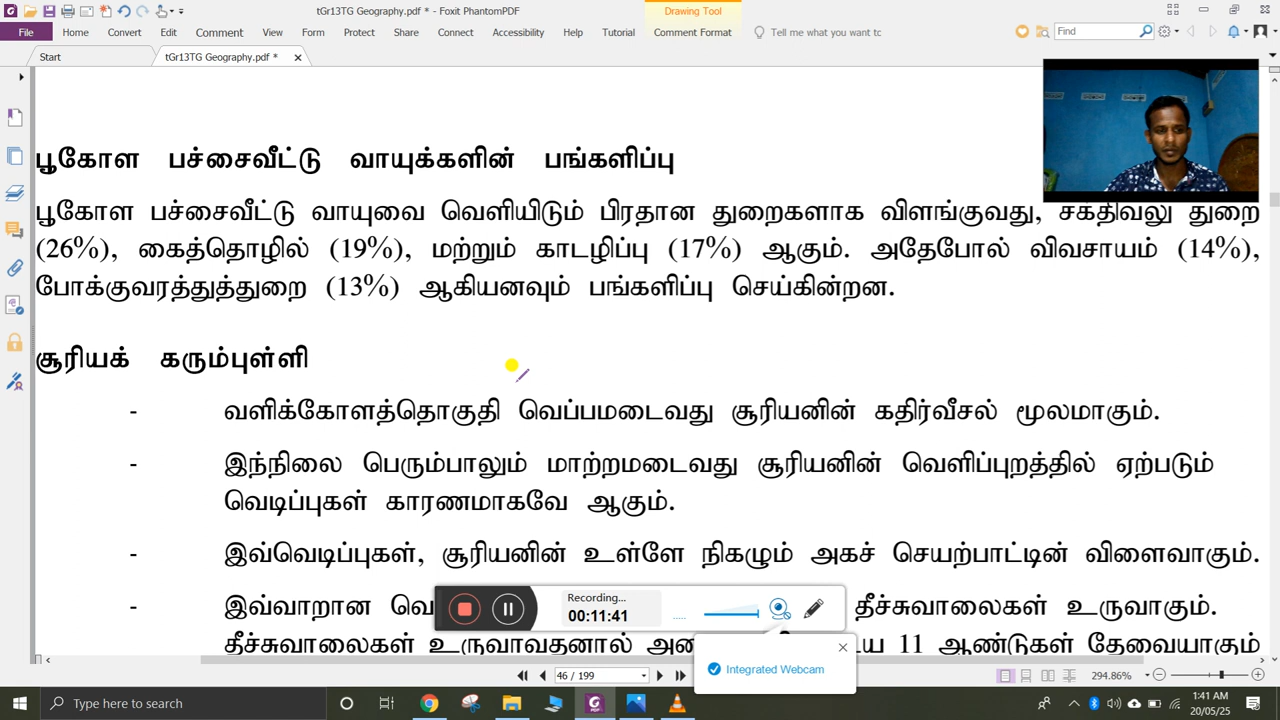 tGr13TG Geography.pdf * - Foxit PhantomPDF
Drawing Tool
File Home Convert Edit Comment View Form Protect Share Connect Accessibility Help Tutorial Comment Format Tell me what you want tc Find
Start tGr13TG Geography.pdf *
பூகோள பச்சைவீட்டு வாயுக்களின் பங்களிப்பு
பூகோள பச்சைவீட்டு வாயுவை வெளியிடும் பிரதான துறைகளாக விளங்குவது, சக்திவலு துறை
(26%), கைத்தொழில் (19%), மற்றும் காடழிப்பு (17%) ஆகும். அதேபோல் விவசாயம் (14%),
போக்குவரத்துத்துறை (13%) ஆகியனவும் பங்களிப்பு செய்கின்றன.
சூரியக் கரும்புள்ளி
- வளிக்கோளத்தொகுதி வெப்பமடைவது சூரியனின் கதிர்வீசல் மூலமாகும்.
- இந்நிலை பெரும்பாலும் மாற்றமடைவது சூரியனின் வெளிப்புறத்தில் ஏற்படும்
வெடிப்புகள் காரணமாகவே ஆகும்.
- இவ்வெடிப்புகள், சூரியனின் உள்ளே நிகழும் அகச் செயற்பாட்டின் விளைவாகும்.
- இவ்வாறான தீச்சுவாலைகள் உருவாகும்.
தீச்சுவாலைகள் உருவாவதனால் 11 ஆண்டுகள் தேவையாகும்
Recording...
00:11:41
Integrated Webcam
46 / 199
294.86%
Type here to search
1:41 AM
20/05/25